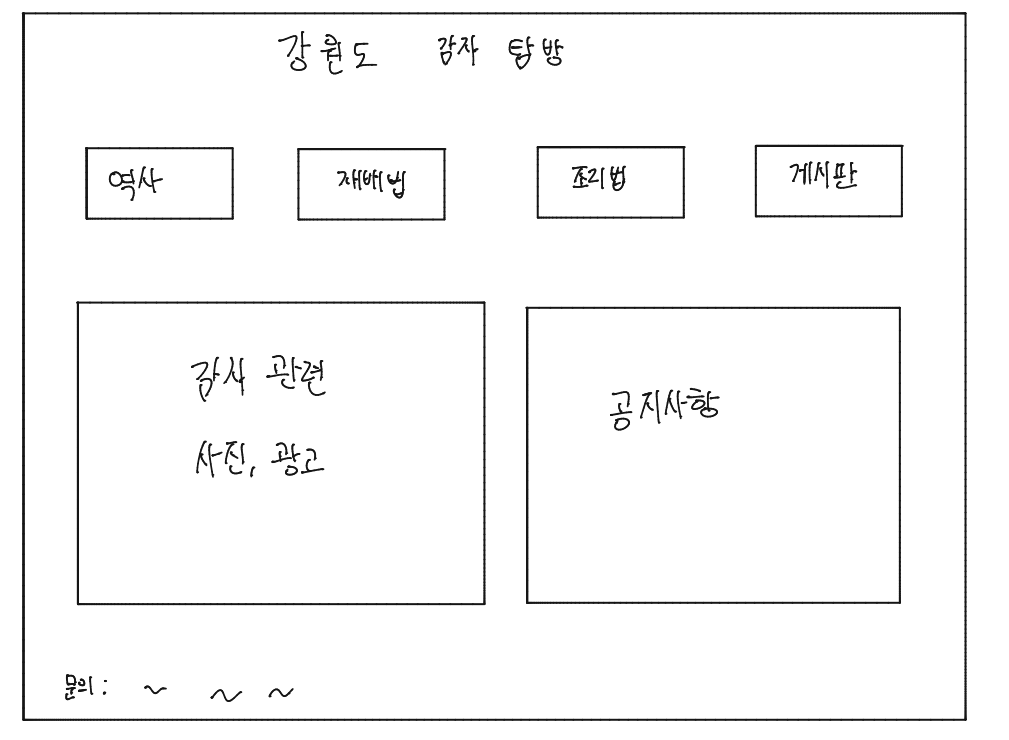 강원도 감자 탐방
역사 재배법 조리법 게시판
감자 관련
사진, 광고
공지사항
문의 : ~ ~ ~